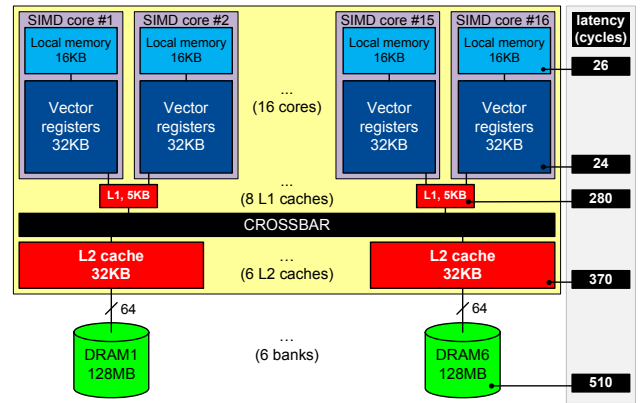 SIMD core #1
SIMD core #2
SIMD core #15
SIMD core #16
latency
(cycles)
Local memory
16KB
Local memory
16KB
Local memory
16KB
Local memory
16KB
26
...
(16 cores)
Vector
registers
32KB
Vector
registers
32KB
Vector
registers
32KB
Vector
registers
32KB
24
L1, 5KB
...
(8 L1 caches)
L1, 5KB
280
CROSSBAR
L2 cache
32KB
...
(6 L2 caches)
L2 cache
32KB
370
64
64
DRAM1
128MB
...
(6 banks)
DRAM6
128MB
510